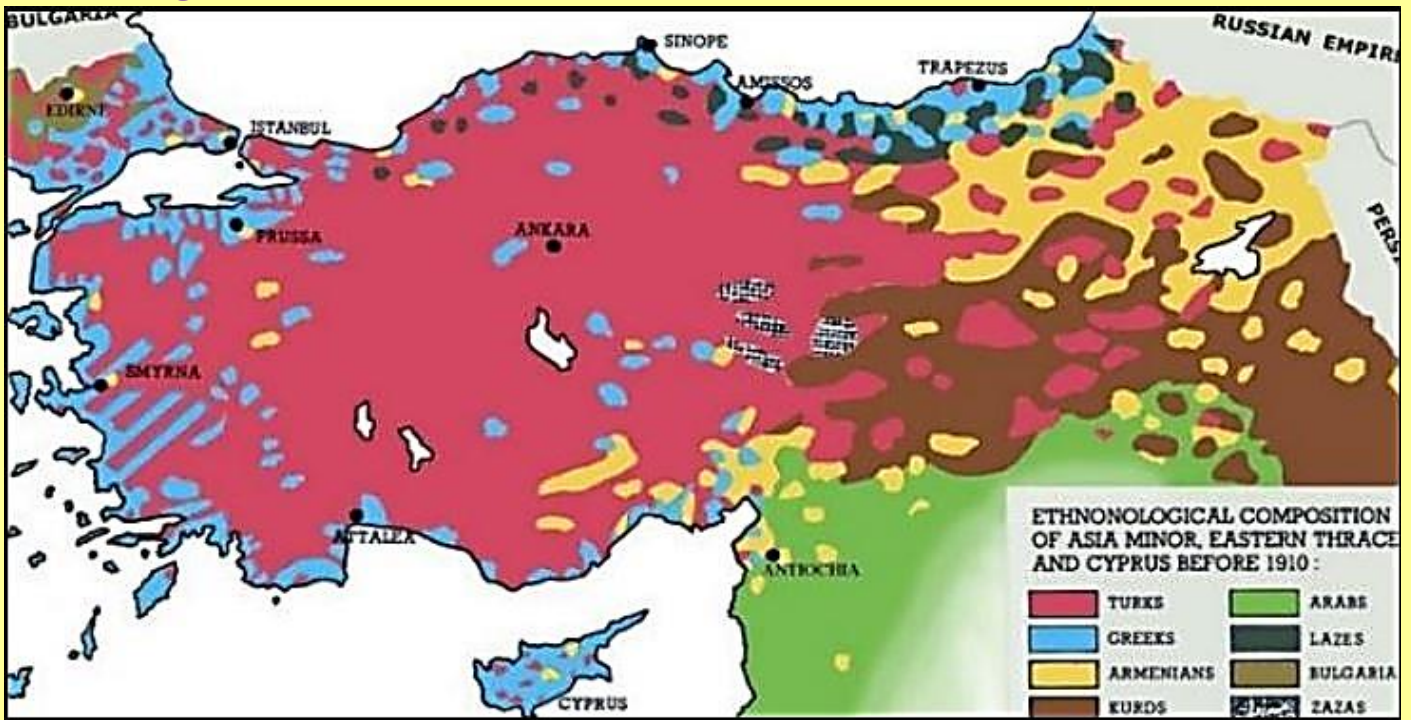 BULGARIA
RUSSIAN EMPIRE
SINOPE
AMISSOS
TRAPEZUS
EDIRNE
ISTANBUL
PERS
PRUSSA
ANKARA
SMYRNA
ATTALEA
ANTIOCHIA
CYPRUS
ETHNONOLOGICAL COMPOSITION
OF ASIA MINOR, EASTERN THRACE
AND CYPRUS BEFORE 1910 :
TURKS
ARABS
GREEKS
LAZES
ARMENIANS
BULGARIA
KURDS
ZAZAS